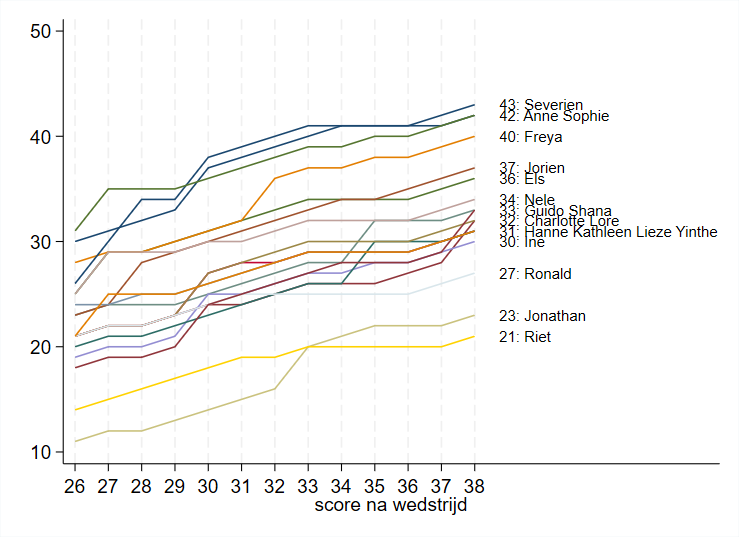 50
40
30
20
10
43: Severien
42: Anne Sophie
40: Freya
37: Jorien
36: Els
34: Nele
33: Guido Shana
32: Charlotte Lore
31: Hanne Kathleen Lieze Yinthe
30: Ine
27: Ronald
23: Jonathan
21: Riet
26 27 28 29 30 31 32 33 34 35 36 37 38
score na wedstrijd